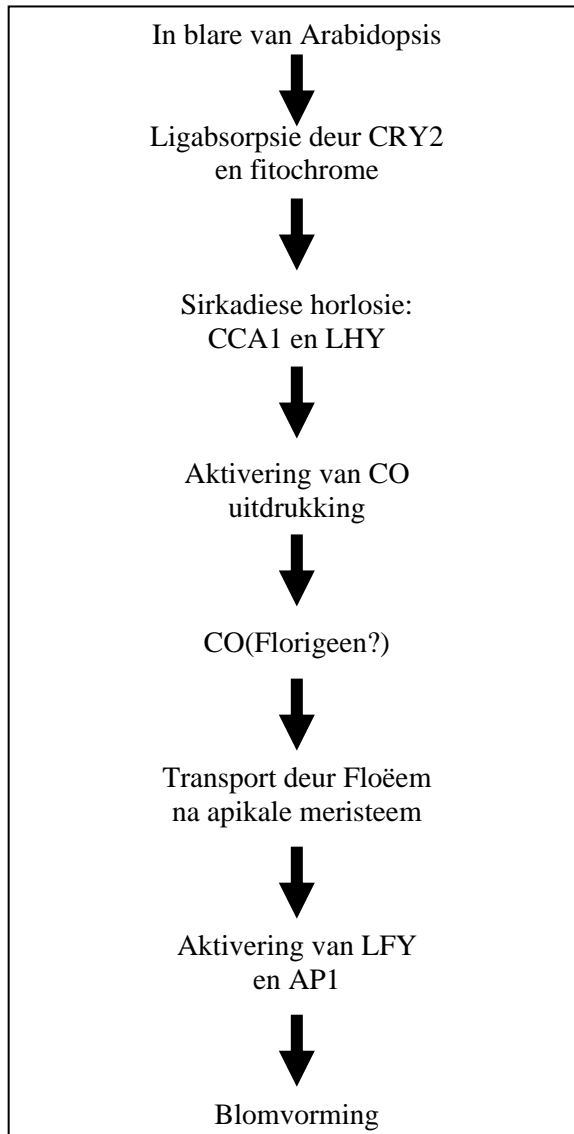 In blare van Arabidopsis
Ligabsorpsie deur CRY2
en fitochrome
Sirkadiese horlosie:
CCA1 en LHY
Aktivering van CO
uitdrukking
CO(Florigeen?)
Transport deur Floëem
na apikale meristeem
Aktivering van LFY
en AP1
Blomvorming